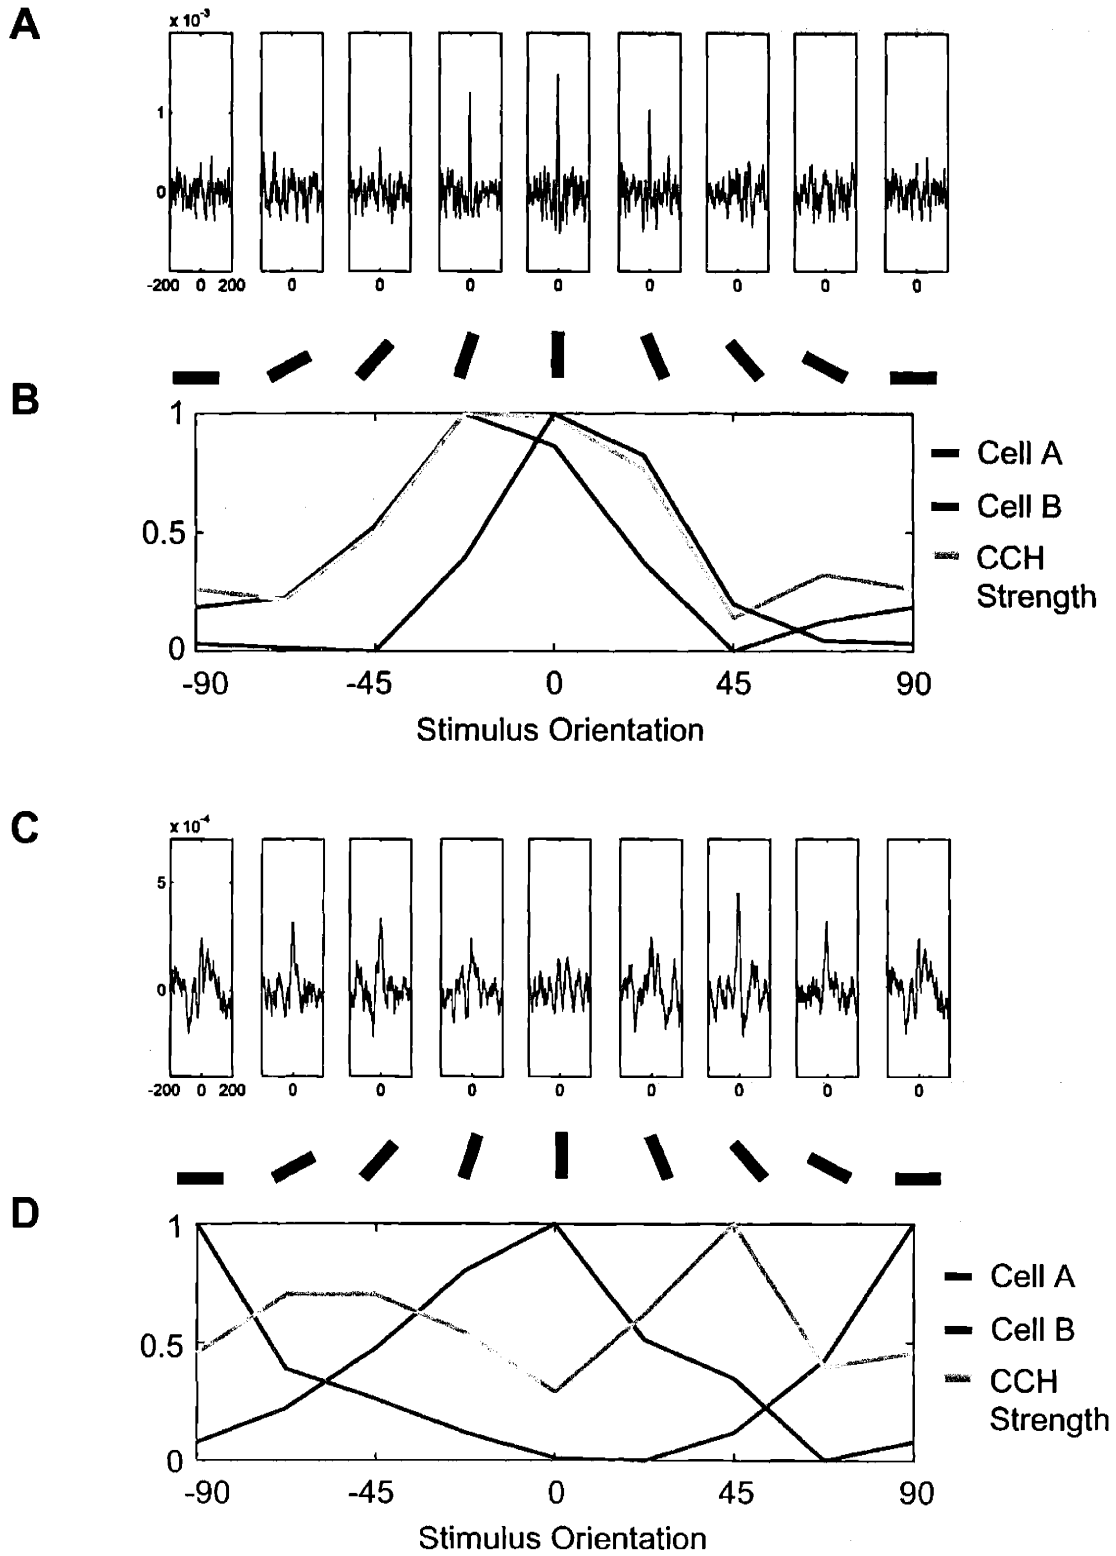 A
x 10-3
1
0
-200 0 200 0 0 0 0 0 0 0 0
B
1
0.5
0
-90 -45 0 45 90
Stimulus Orientation
Cell A
Cell B
CCH
Strength
C
x 10-4
5
0
-200 0 200 0 0 0 0 0 0 0 0
D
1
0.5
0
-90 -45 0 45 90
Stimulus Orientation
Cell A
Cell B
CCH
Strength